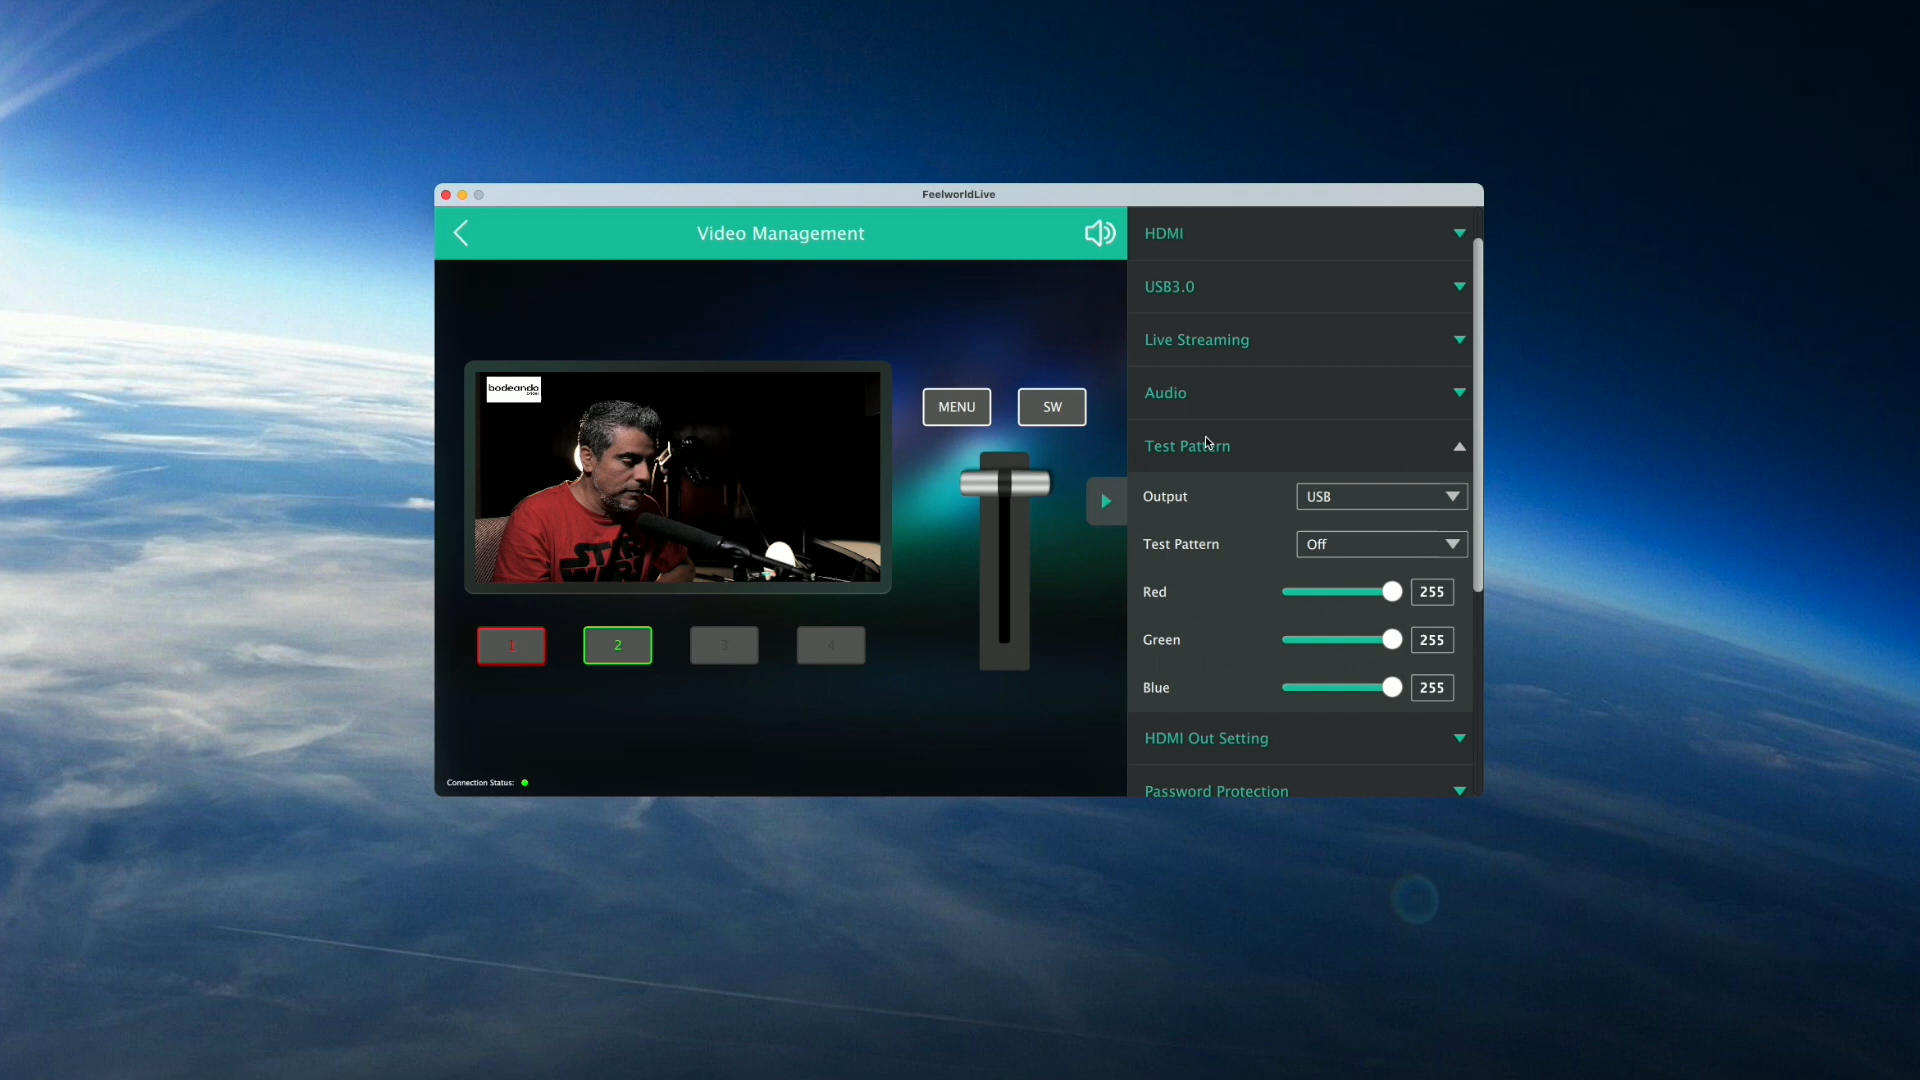 FeelworldLive
Video Management
bodeando
MENU
SW
1
2
3
4
Connection Status:
HDMI
USB3.0
Live Streaming
Audio
Test Pattern
Output USB
Test Pattern Off
Red 255
Green 255
Blue 255
HDMI Out Setting
Password Protection